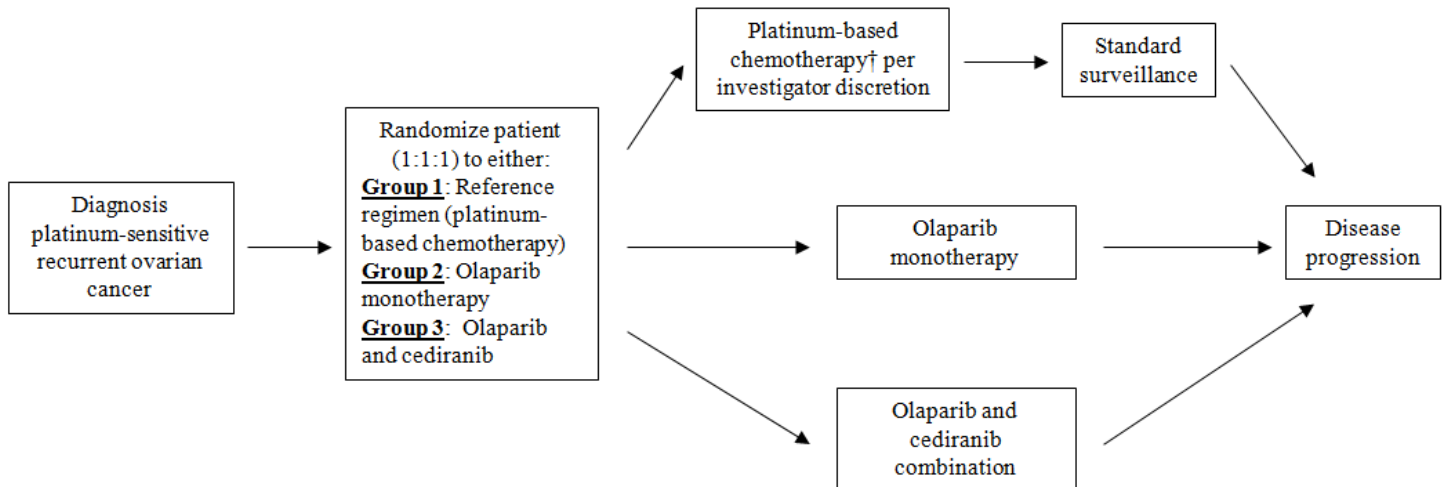 Diagnosis
platinum-sensitive
recurrent ovarian
cancer
Randomize patient
(1:1:1) to either:
Group 1: Reference
regimen (platinum-
based chemotherapy)
Group 2: Olaparib
monotherapy
Group 3: Olaparib
and cediranib
Platinum-based
chemotherapy† per
investigator discretion
Standard
surveillance
Olaparib
monotherapy
Olaparib and
cediranib
combination
Disease
progression